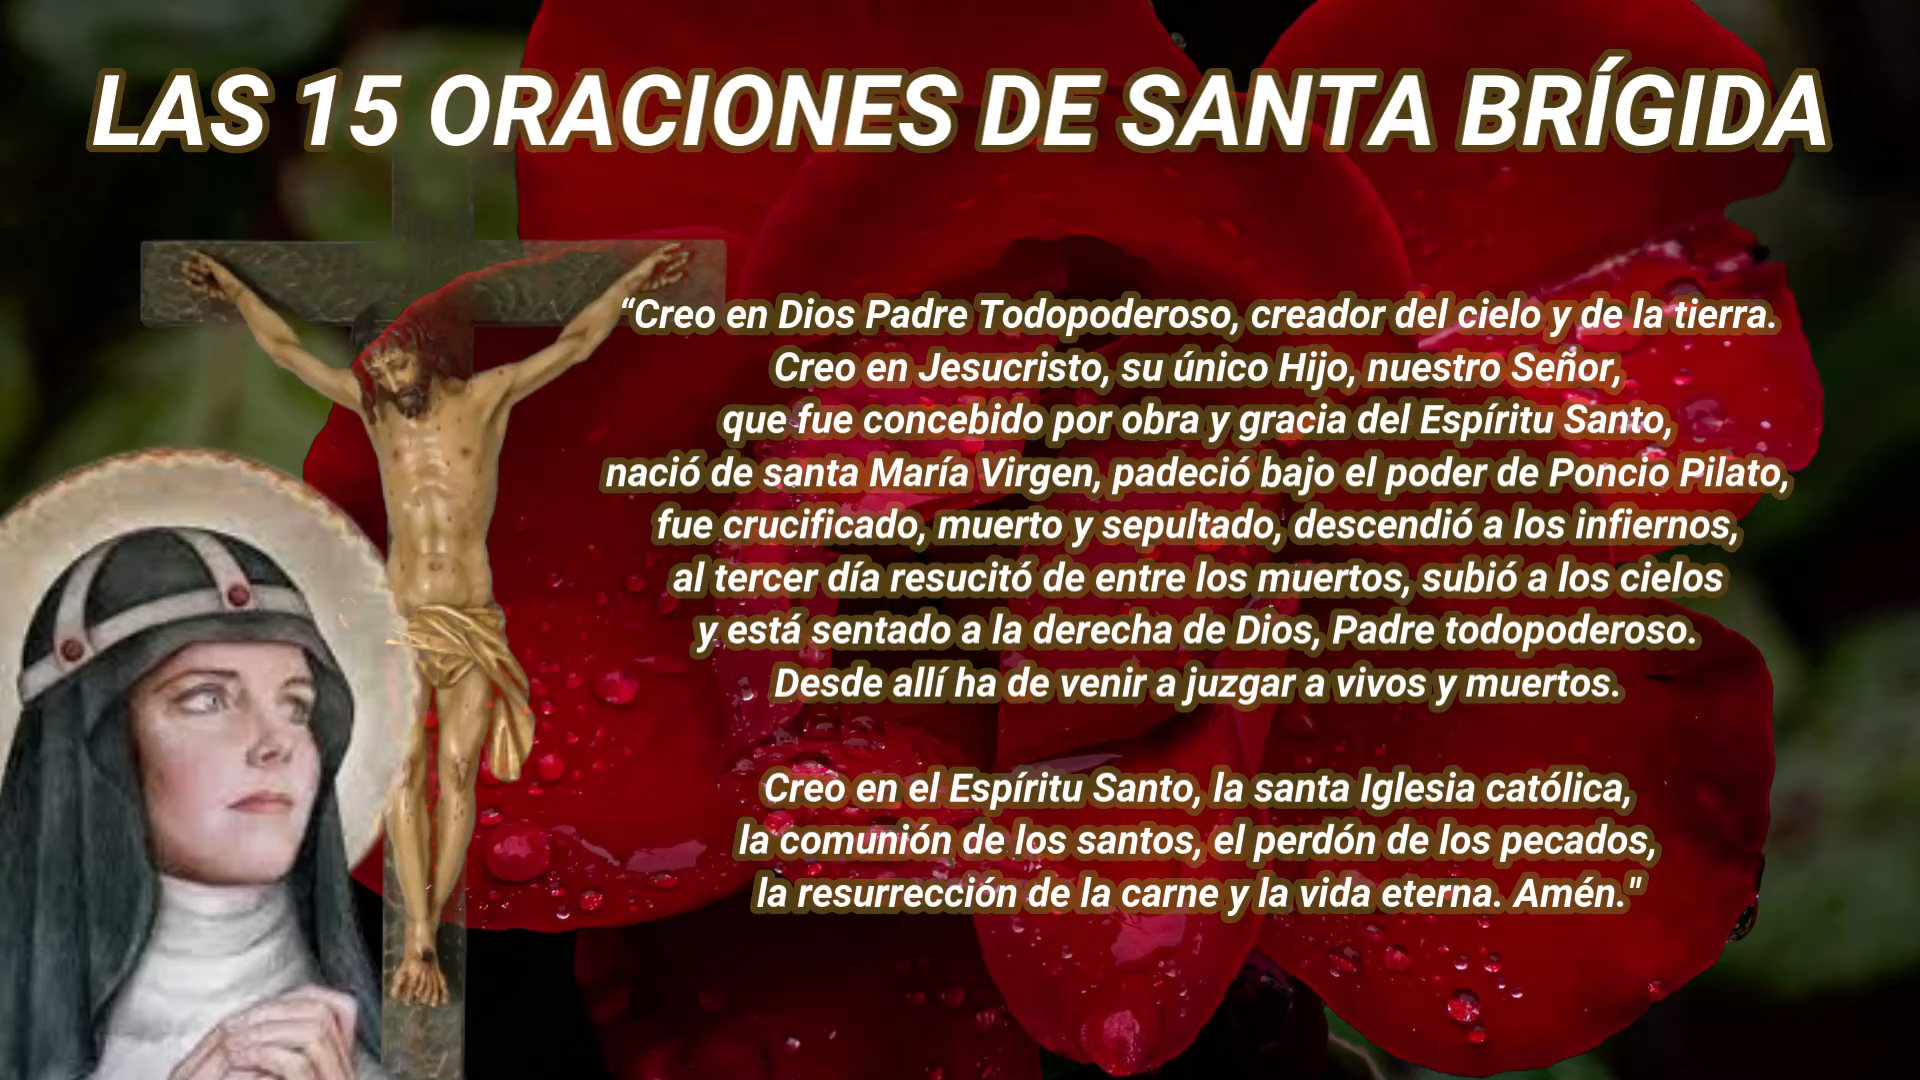 LAS 15 ORACIONES DE SANTA BRÍGIDA
“Creo en Dios Padre Todopoderoso, creador del cielo y de la tierra.
Creo en Jesucristo, su único Hijo, nuestro Señor,
que fue concebido por obra y gracia del Espíritu Santo,
nació de santa María Virgen, padeció bajo el poder de Poncio Pilato,
fue crucificado, muerto y sepultado, descendió a los infiernos,
al tercer día resucitó de entre los muertos, subió a los cielos
y está sentado a la derecha de Dios, Padre todopoderoso.
Desde allí ha de venir a juzgar a vivos y muertos.
Creo en el Espíritu Santo, la santa Iglesia católica,
la comunión de los santos, el perdón de los pecados,
la resurrección de la carne y la vida eterna. Amén."